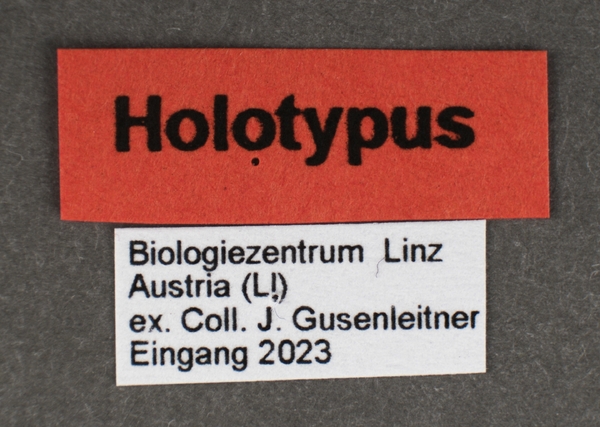 Holotypus
Biologiezentrum Linz
Austria (LI)
ex. Coll. J. Gusenleitner
Eingang 2023